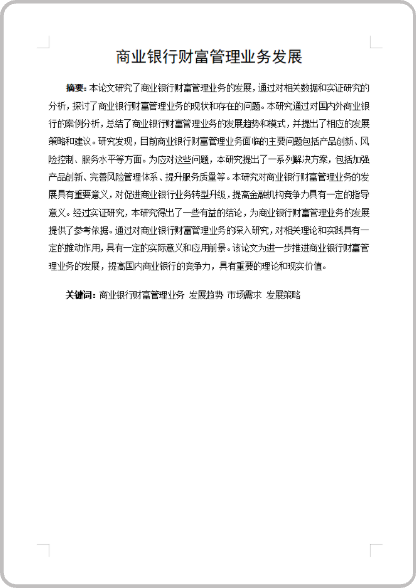 商业银行财富管理业务发展
摘要：本论文研究了商业银行财富管理业务的发展，通过对相关数据和实证研究的
分析，探讨了商业银行财富管理业务的现状和存在的问题。本研究通过对国内外商业银
行的案例分析，总结了商业银行财富管理业务的发展趋势和模式，并提出了相应的发展
策略和建议。研究发现，目前商业银行财富管理业务面临的主要问题包括产品创新、风
险控制、服务水平等方面。为应对这些问题，本研究提出了一系列解决方案，包括加强
产品创新、完善风险管理体系、提升服务质量等。本研究对商业银行财富管理业务的发
展具有重要意义，对促进商业银行业务转型升级，提高金融机构竞争力具有一定的指导
意义。经过实证研究，本研究得出了一些有益的结论，为商业银行财富管理业务的发展
提供了参考依据。通过对商业银行财富管理业务的深入研究，对相关理论和实践具有一
定的推动作用，具有一定的实际意义和应用前景。该论文为进一步推进商业银行财富管
理业务的发展，提高国内商业银行的竞争力，具有重要的理论和现实价值。
关键词：商业银行财富管理业务 发展趋势 市场需求 发展策略